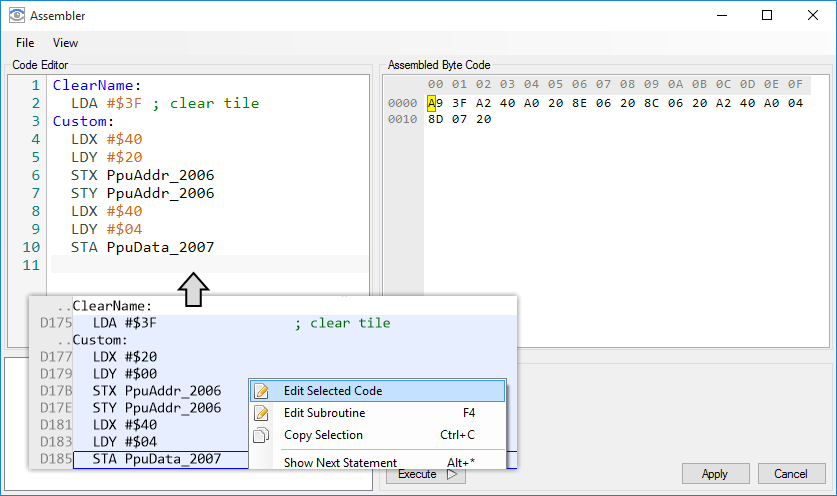 Assembler
File View
Code Editor
1 ClearName:
2 LDA #$3F ; clear tile
3 Custom:
4 LDX #$40
5 LDY #$20
6 STX PpuAddr_2006
7 STY PpuAddr_2006
8 LDX #$40
9 LDY #$04
10 STA PpuData_2007
11
Assembled Byte Code
00 01 02 03 04 05 06 07 08 09 0A 0B 0C 0D 0E 0F
0000 A9 3F A2 40 A0 20 8E 06 20 8C 06 20 A2 40 A0 04
0010 8D 07 20
..ClearName:
D175 LDA #$3F ; clear tile
..Custom:
D177 LDX #$20
D179 LDY #$00
D17B STX PpuAddr_2006
D17E STY PpuAddr_2006
D181 LDX #$40
D183 LDY #$04
D185 STA PpuData_2007
Edit Selected Code
Edit Subroutine F4
Copy Selection Ctrl+C
Show Next Statement Alt+*
Execute
Apply
Cancel